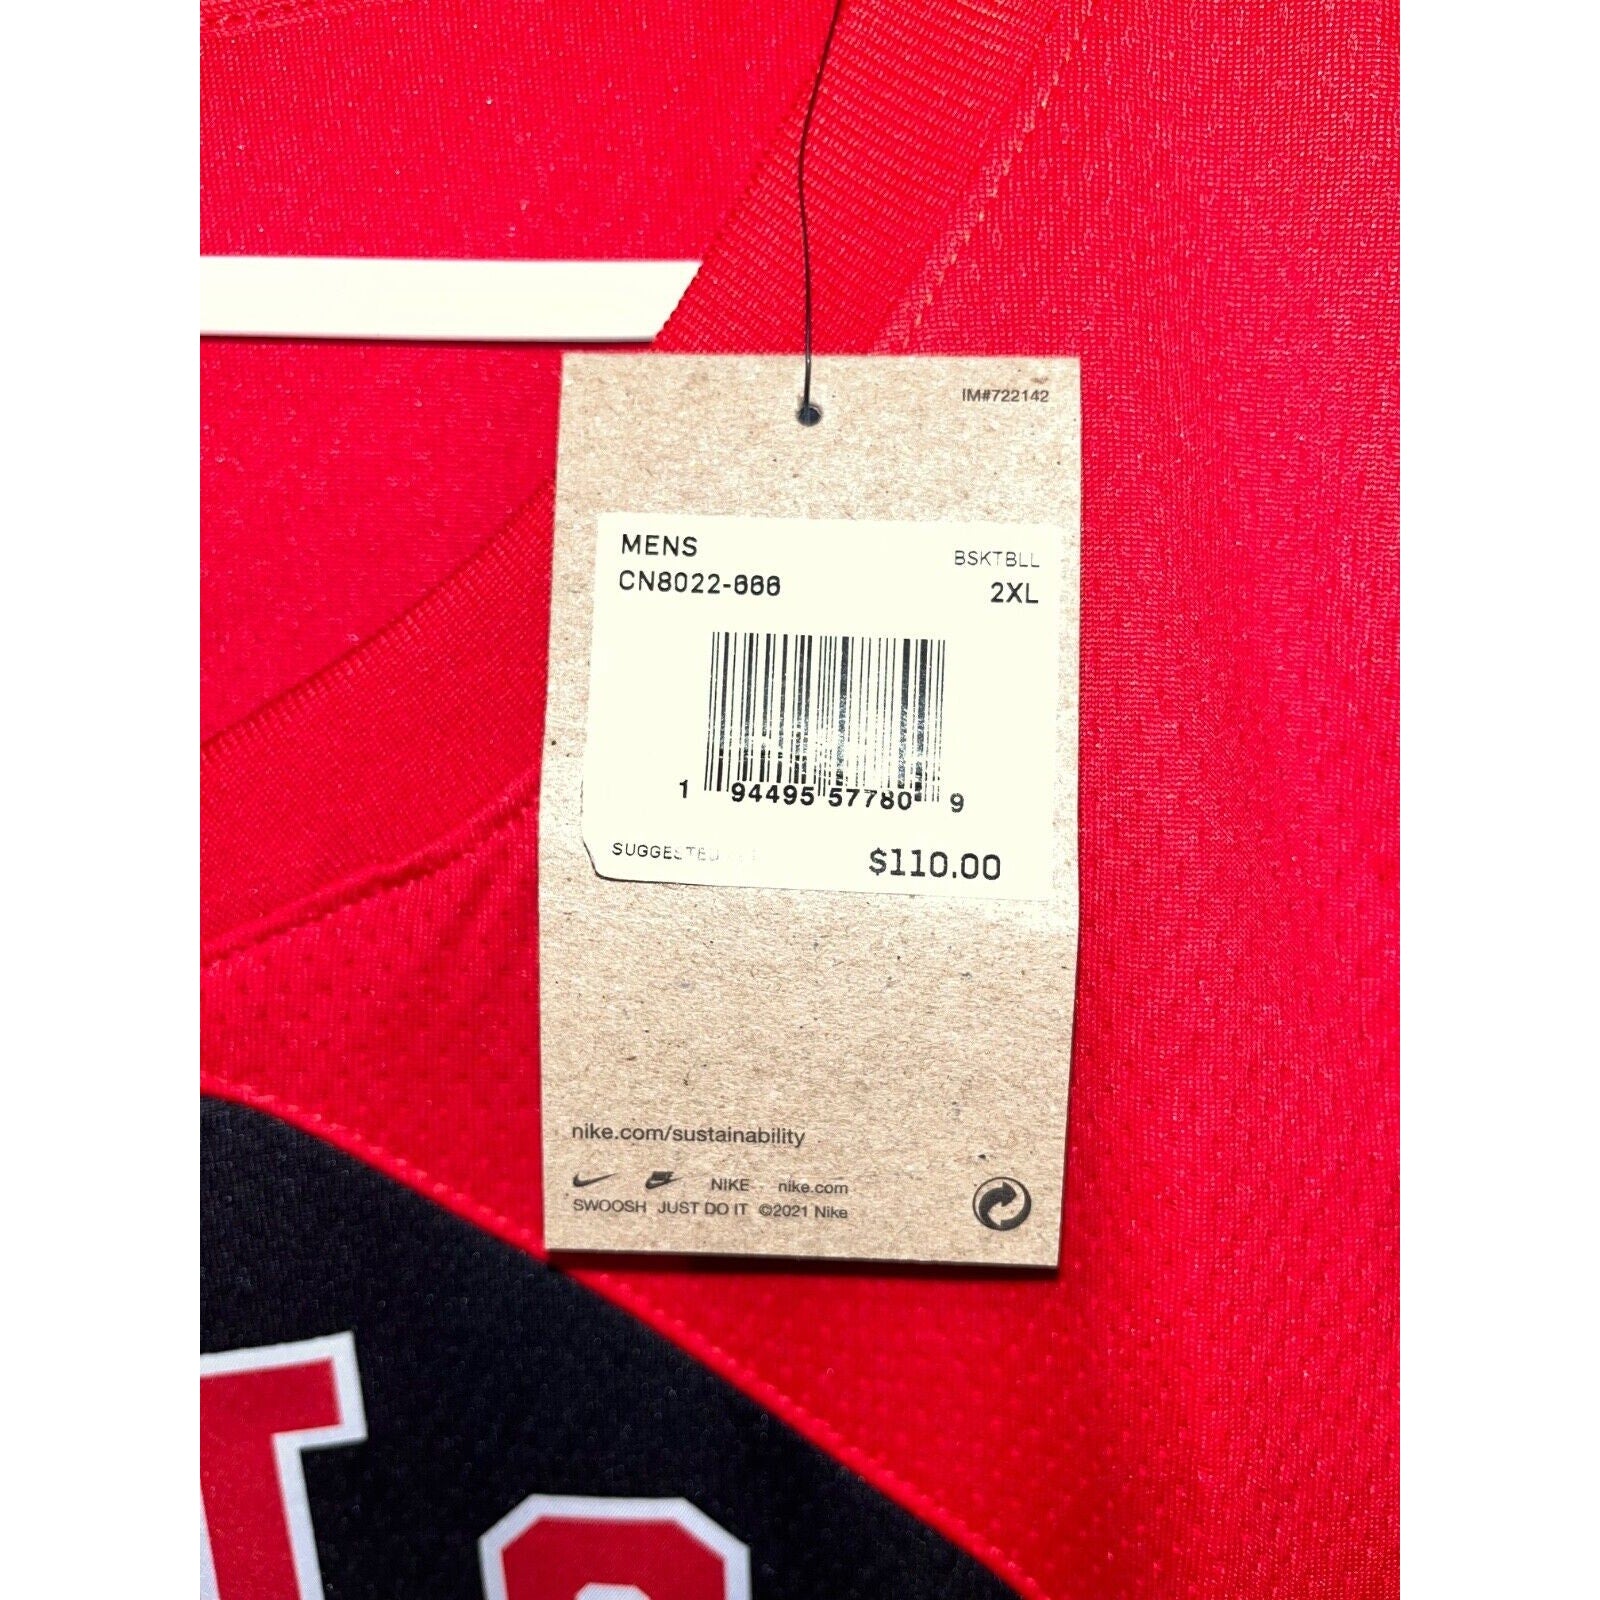 IM#722142
MENS BSKTBLL
CN8022-666 2XL
1 94495 57780 9
SUGGESTED $110.00
nike.com/sustainability
NIKE nike.com
SWOOSH JUST DO IT ©2021 Nike